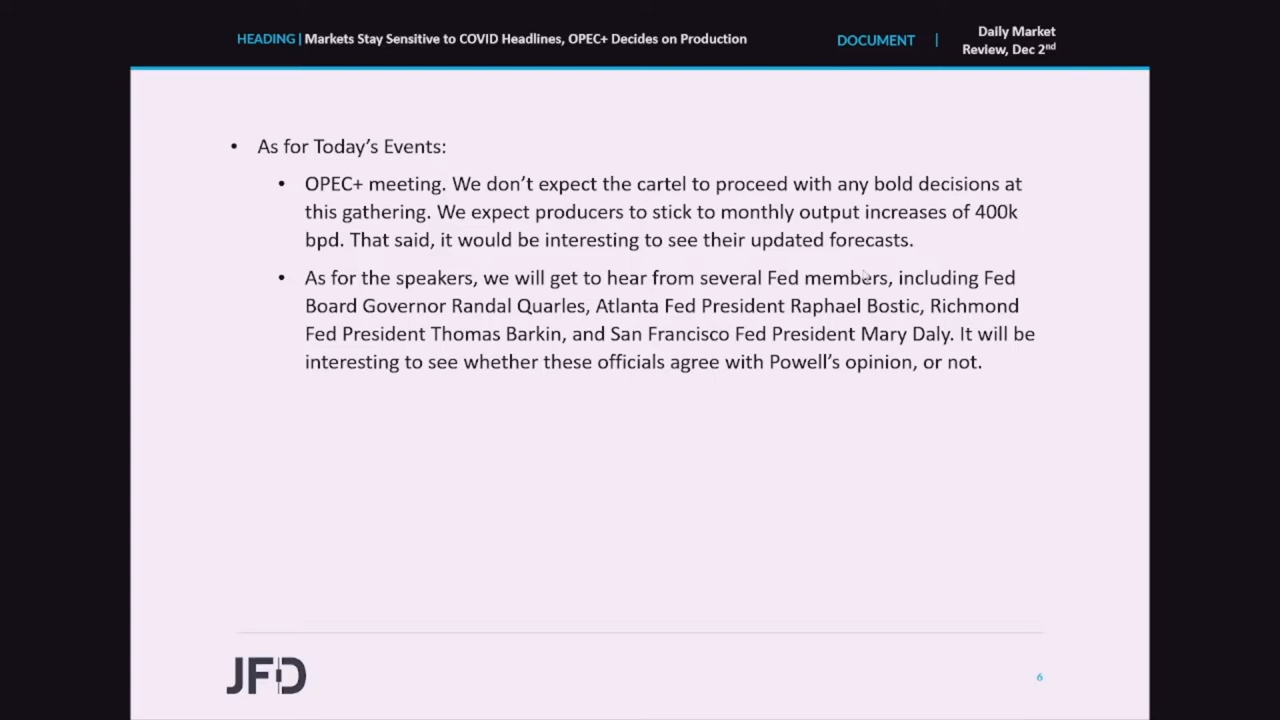 HEADING | Markets Stay Sensitive to COVID Headlines, OPEC+ Decides on Production
DOCUMENT |
Daily Market
Review, Dec 2nd
• As for Today's Events:
• OPEC+ meeting. We don't expect the cartel to proceed with any bold decisions at
this gathering. We expect producers to stick to monthly output increases of 400k
bpd. That said, it would be interesting to see their updated forecasts.
• As for the speakers, we will get to hear from several Fed members, including Fed
Board Governor Randal Quarles, Atlanta Fed President Raphael Bostic, Richmond
Fed President Thomas Barkin, and San Francisco Fed President Mary Daly. It will be
interesting to see whether these officials agree with Powell's opinion, or not.
JFD
6